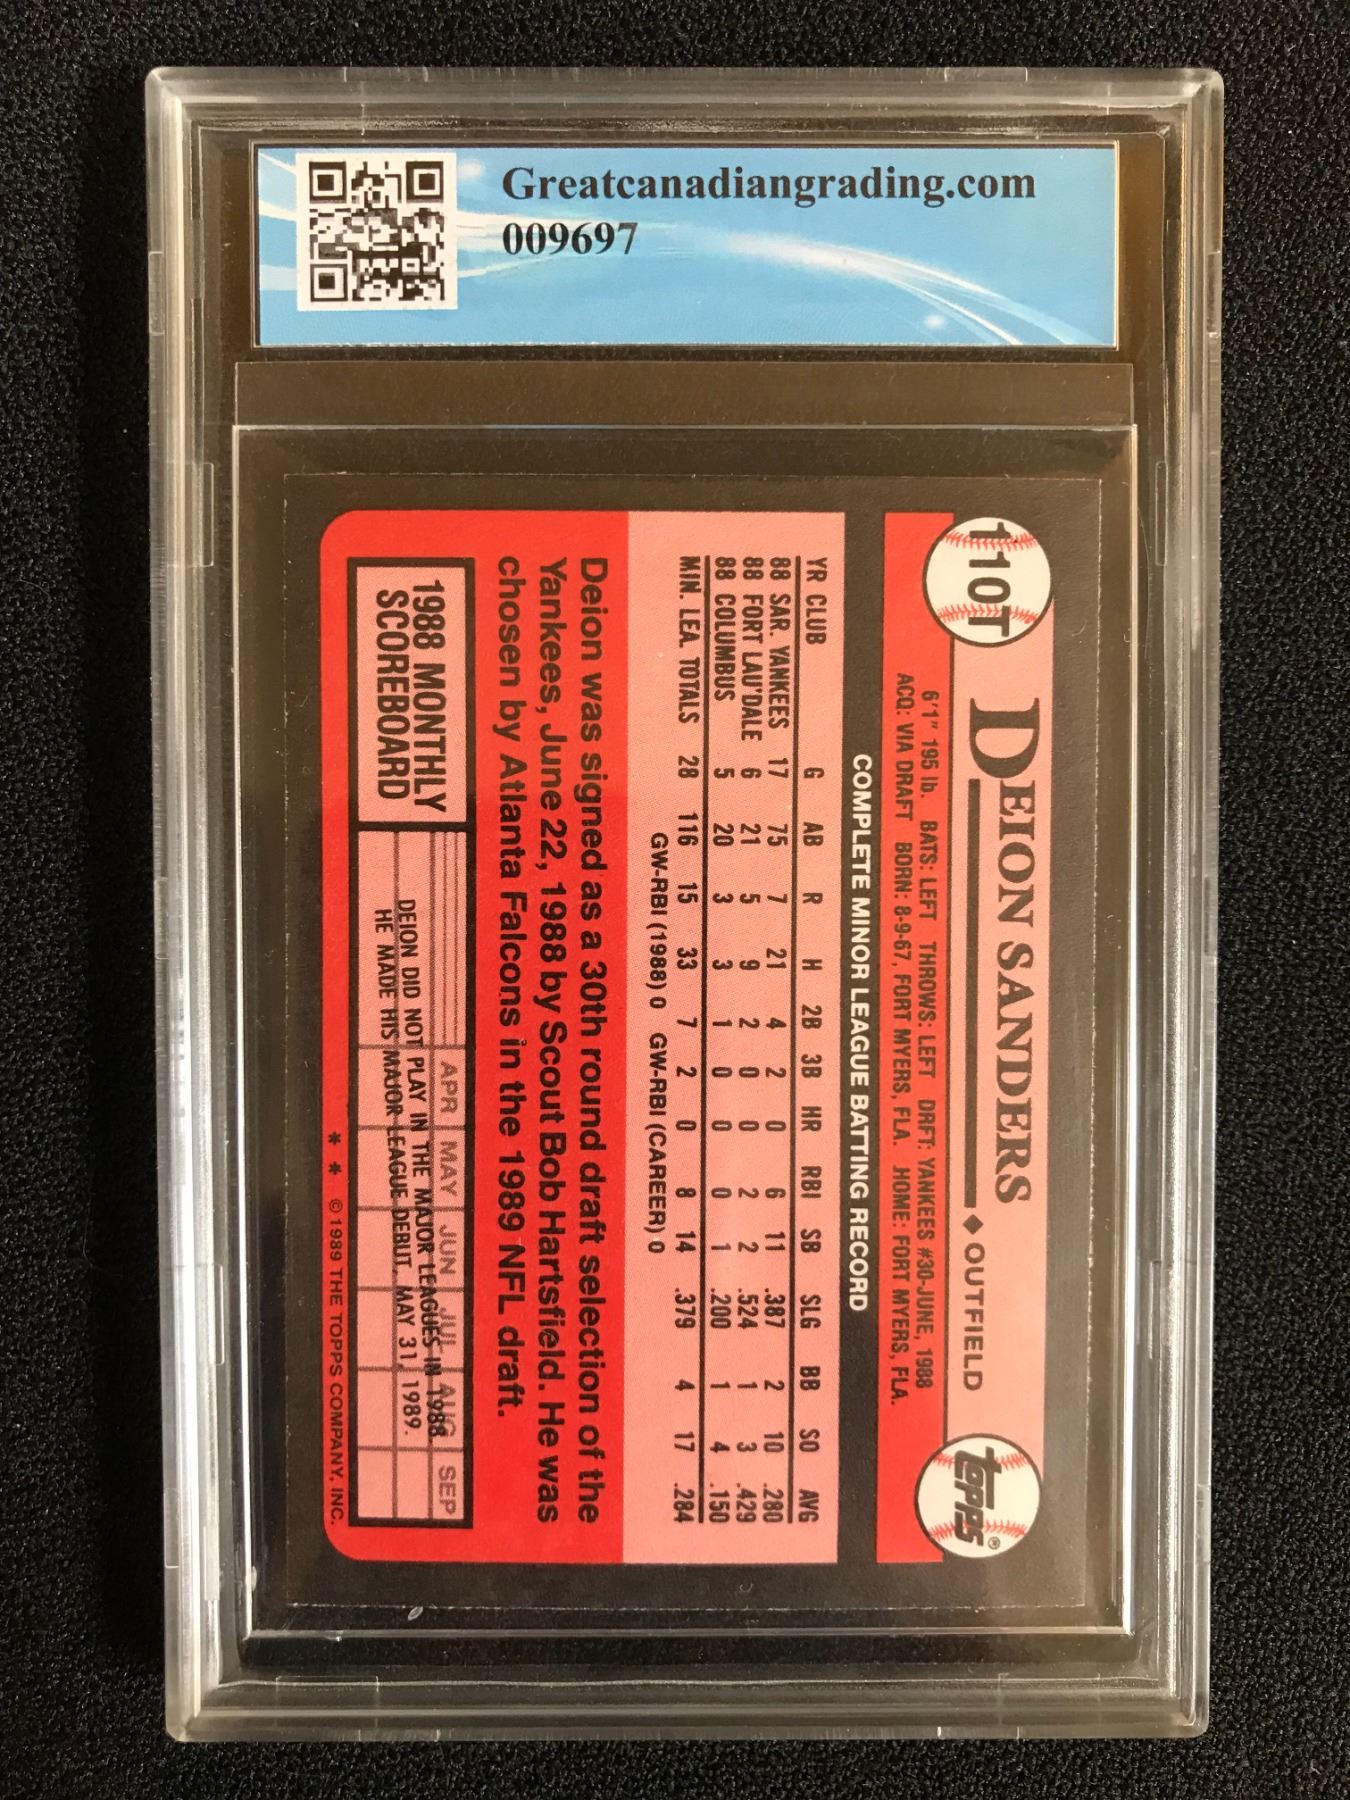 Greatcanadiangrading.com
009697
110T
DEION SANDERS ◆ OUTFIELD
topps®
6'1" 195 lb. BATS: LEFT THROWS: LEFT DRFT: YANKEES #30-JUNE, 1988
ACQ: VIA DRAFT BORN: 8-9-67, FORT MYERS, FLA. HOME: FORT MYERS, FLA.
COMPLETE MINOR LEAGUE BATTING RECORD
YR CLUB G AB R H 2B 3B HR RBI SB SLG BB SO AVG
88 SAR. YANKEES 17 75 7 21 4 2 0 6 11 .387 2 10 .280
88 FORT LAU'DALE 6 21 5 9 2 0 0 2 2 .524 1 3 .429
88 COLUMBUS 5 20 3 3 1 0 0 0 1 .200 1 4 .150
MIN. LEA. TOTALS 28 116 15 33 7 2 0 8 14 .379 4 17 .284
GW-RBI (1988) 0 GW-RBI (CAREER) 0
Deion was signed as a 30th round draft selection of the
Yankees, June 22, 1988 by Scout Bob Hartsfield. He was
chosen by Atlanta Falcons in the 1989 NFL draft.
1988 MONTHLY
SCOREBOARD
APR MAY JUN JUL AUG SEP
DEION DID NOT PLAY IN THE MAJOR LEAGUES IN 1988
HE MADE HIS MAJOR LEAGUE DEBUT, MAY 31, 1989.
* * © 1989 THE TOPPS COMPANY, INC.